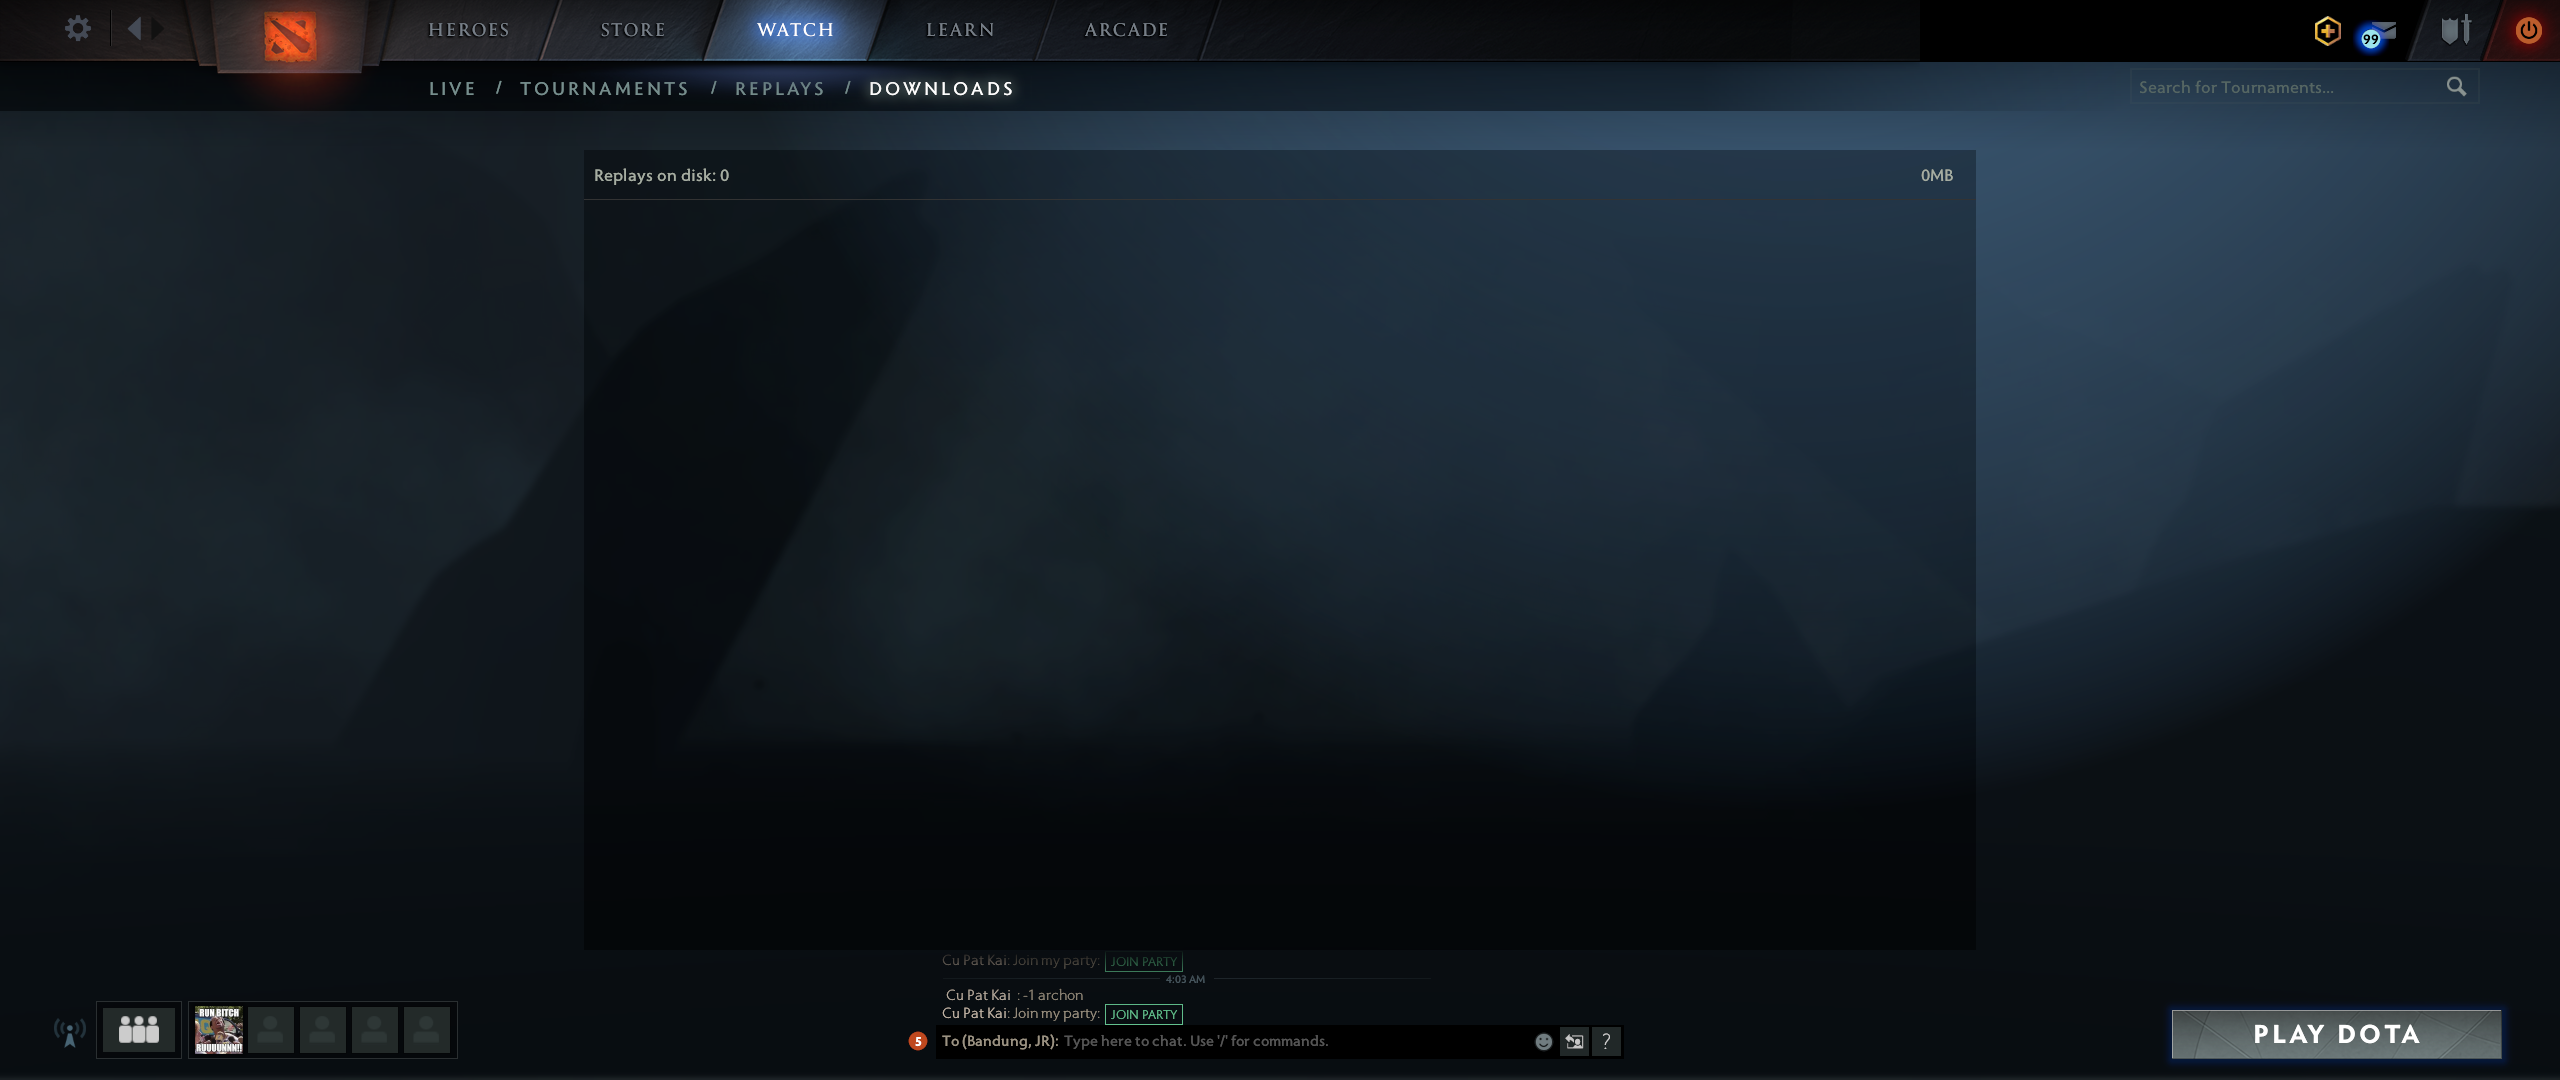 HEROES STORE WATCH LEARN ARCADE
99
LIVE / TOURNAMENTS / REPLAYS / DOWNLOADS
Search for Tournaments...
Replays on disk: 0 0MB
Cu Pat Kai: Join my party: JOIN PARTY
4:03 AM
Cu Pat Kai : -1 archon
Cu Pat Kai: Join my party: JOIN PARTY
5 To (Bandung, JR): Type here to chat. Use '/' for commands. ?
RUN BITCH
RUUUUNNN!!
PLAY DOTA